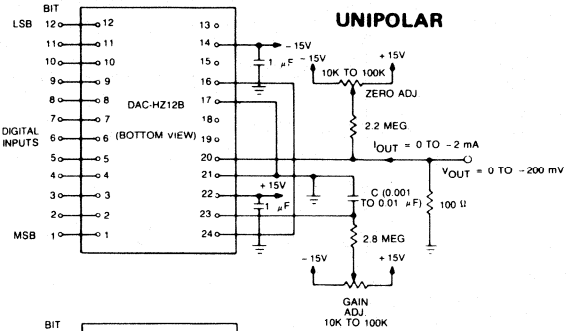 UNIPOLAR
BIT
LSB 12 12
11 11
10 10
9 9
8 8
7 7
6 6
5 5
4 4
3 3
2 2
MSB 1 1
DIGITAL
INPUTS
DAC-HZ12B
(BOTTOM VIEW)
13
14
15
16
17
18
19
20
21
22
23
24
-15V
1 μF
+15V
1 μF
-15V
+15V
10K TO 100K
ZERO ADJ
2.2 MEG.
IOUT = 0 TO -2 mA
VOUT = 0 TO -200 mV
C (0.001
TO 0.01 μF)
100 Ω
2.8 MEG
-15V
+15V
GAIN
ADJ.
10K TO 100K
BIT